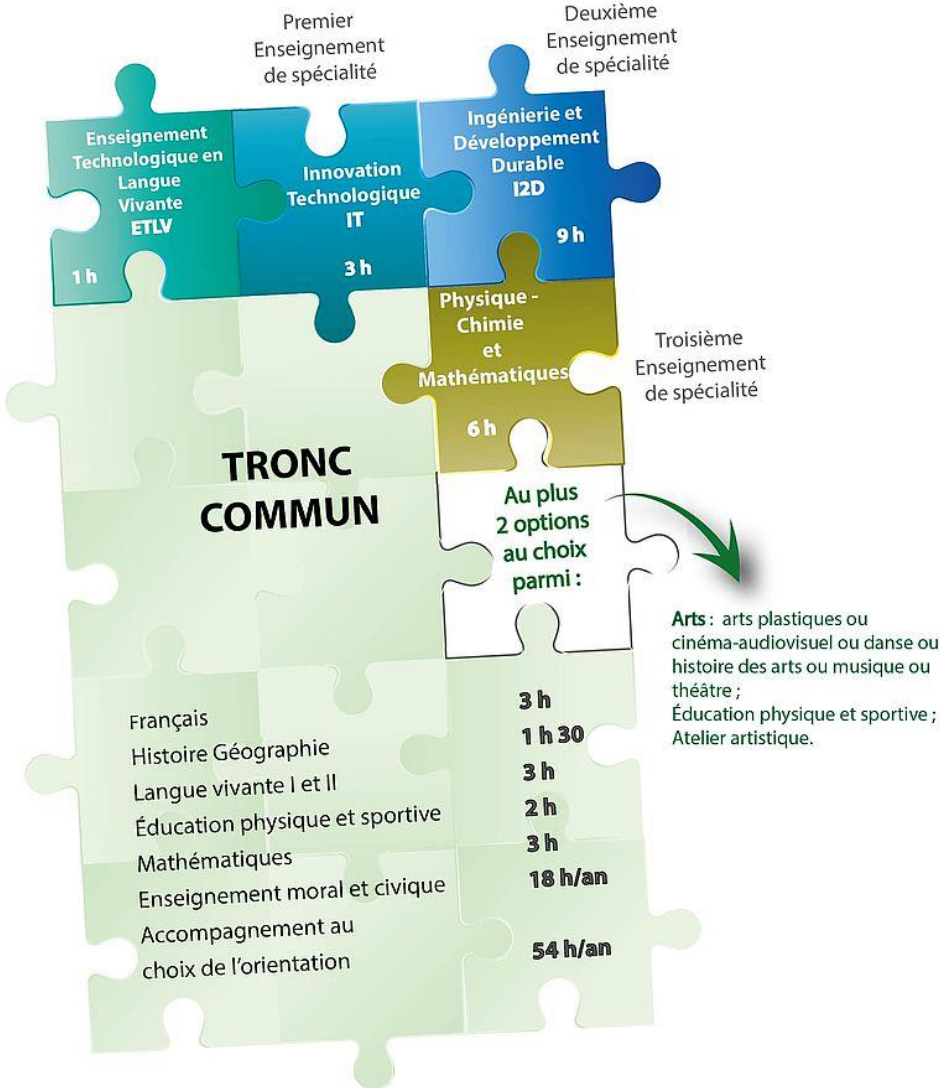 Premier
Enseignement
de spécialité
Deuxième
Enseignement
de spécialité
Enseignement
Technologique en
Langue
Vivante
ETLV
1 h
Innovation
Technologique
IT
3 h
Ingénierie et
Développement
Durable
I2D
9 h
Physique -
Chimie
et
Mathématiques
6 h
Troisième
Enseignement
de spécialité
TRONC
COMMUN
Au plus
2 options
au choix
parmi :
Arts : arts plastiques ou
cinéma-audiovisuel ou danse ou
histoire des arts ou musique ou
théâtre ;
Éducation physique et sportive ;
Atelier artistique.
Français 3 h
Histoire Géographie 1 h 30
Langue vivante I et II 3 h
Éducation physique et sportive 2 h
Mathématiques 3 h
Enseignement moral et civique 18 h/an
Accompagnement au
choix de l'orientation 54 h/an